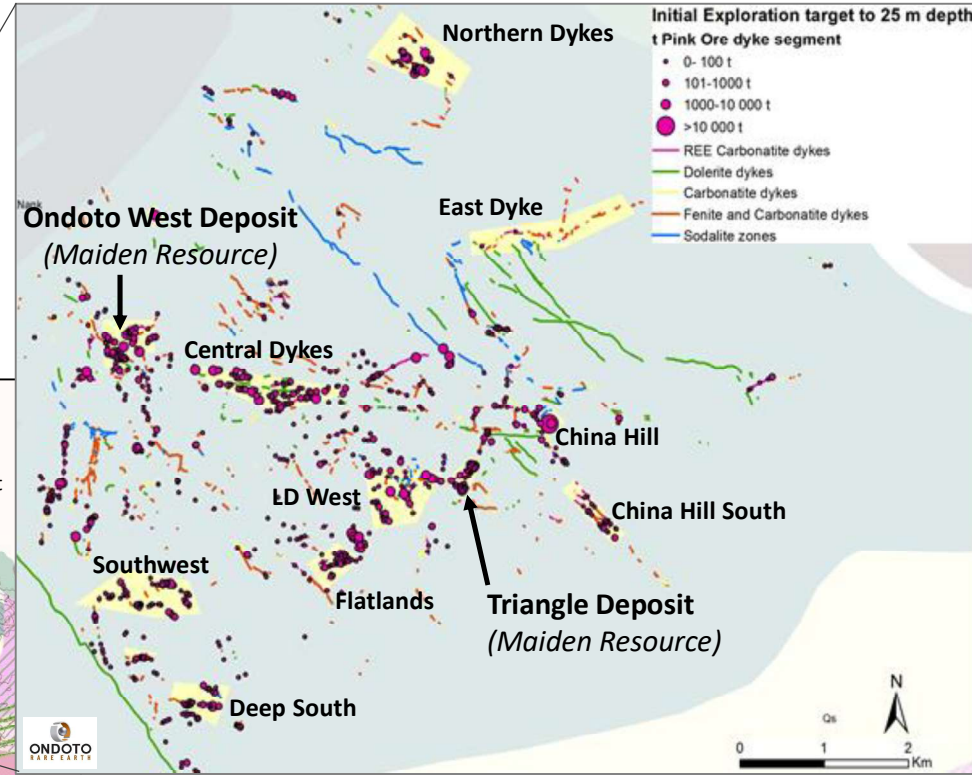 Initial Exploration target to 25 m depth
t Pink Ore dyke segment
0- 100 t
101-1000 t
1000-10 000 t
>10 000 t
REE Carbonatite dykes
Dolerite dykes
Carbonatite dykes
Fenite and Carbonatite dykes
Sodalite zones
Northern Dykes
Nank
Ondoto West Deposit
(Maiden Resource)
East Dyke
Central Dykes
China Hill
LD West
China Hill South
Southwest
Flatlands
Triangle Deposit
(Maiden Resource)
Deep South
N
Qs
0 1 2
Km
ONDOTO
RARE EARTH
t